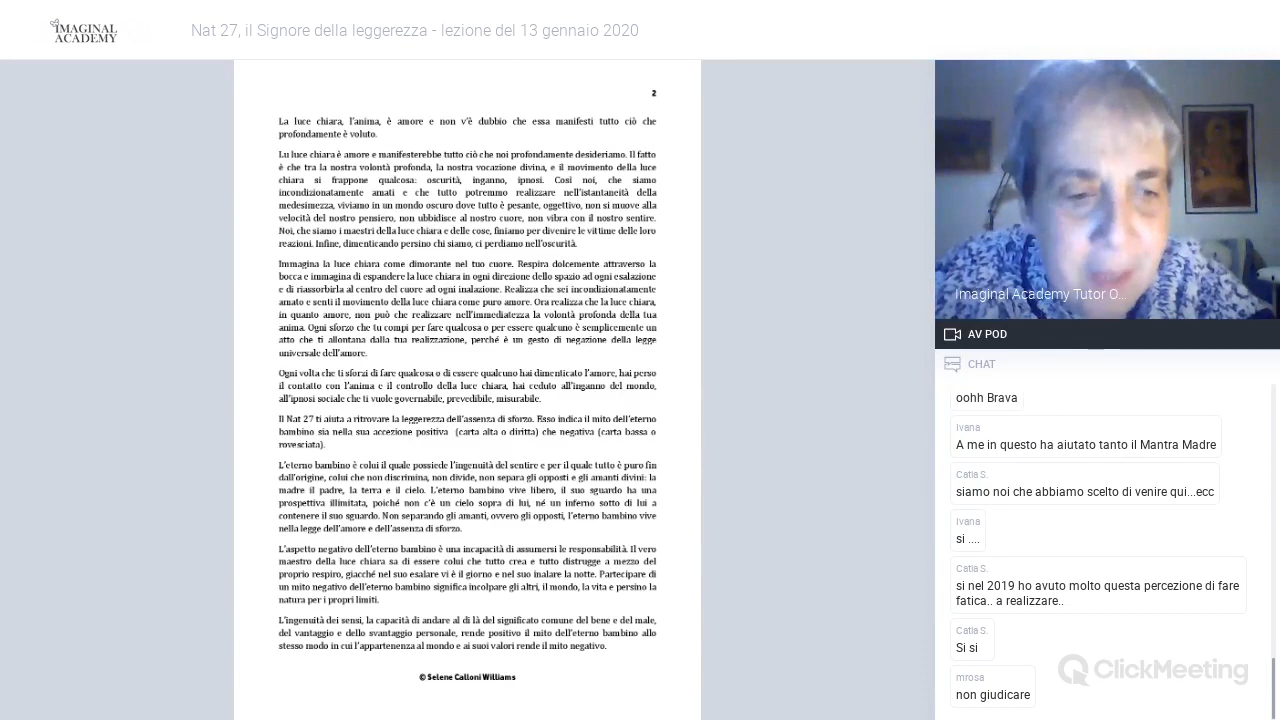 IMAGINAL
ACADEMY
Nat 27, il Signore della leggerezza - lezione del 13 gennaio 2020
2
La luce chiara, l'anima, è amore e non v'è dubbio che essa manifesti tutto ciò che
profondamente è voluto.
Lu luce chiara è amore e manifesterebbe tutto ciò che noi profondamente desideriamo. Il fatto
è che tra la nostra volontà profonda, la nostra vocazione divina, e il movimento della luce
chiara si frappone qualcosa: oscurità, inganno, ipnosi. Così noi, che siamo
incondizionatamente amati e che tutto potremmo realizzare nell'istantaneità della
medesimezza, viviamo in un mondo oscuro dove tutto è pesante, oggettivo, non si muove alla
velocità del nostro pensiero, non ubbidisce al nostro cuore, non vibra con il nostro sentire.
Noi, che siamo i maestri della luce chiara e delle cose, finiamo per divenire le vittime delle loro
reazioni. Infine, dimenticando persino chi siamo, ci perdiamo nell'oscurità.
Immagina la luce chiara come dimorante nel tuo cuore. Respira dolcemente attraverso la
bocca e immagina di espandere la luce chiara in ogni direzione dello spazio ad ogni esalazione
e di riassorbirla al centro del cuore ad ogni inalazione. Realizza che sei incondizionatamente
amato e senti il movimento della luce chiara come puro amore. Ora realizza che la luce chiara,
in quanto amore, non può che realizzare nell'immediatezza la volontà profonda della tua
anima. Ogni sforzo che tu compi per fare qualcosa o per essere qualcuno è semplicemente un
atto che ti allontana dalla tua realizzazione, perché è un gesto di negazione della legge
universale dell'amore.
Ogni volta che ti sforzi di fare qualcosa o di essere qualcuno hai dimenticato l'amore, hai perso
il contatto con l'anima e il controllo della luce chiara, hai ceduto all'inganno del mondo,
all'ipnosi sociale che ti vuole governabile, prevedibile, misurabile.
Il Nat 27 ti aiuta a ritrovare la leggerezza dell'assenza di sforzo. Esso indica il mito dell'eterno
bambino sia nella sua accezione positiva (carta alta o diritta) che negativa (carta bassa o
rovesciata).
L'eterno bambino è colui il quale possiede l'ingenuità del sentire e per il quale tutto è puro fin
dall'origine, colui che non discrimina, non divide, non separa gli opposti e gli amanti divini: la
madre il padre, la terra e il cielo. L'eterno bambino vive libero, il suo sguardo ha una
prospettiva illimitata, poiché non c'è un cielo sopra di lui, né un inferno sotto di lui a
contenere il suo sguardo. Non separando gli amanti, ovvero gli opposti, l'eterno bambino vive
nella legge dell'amore e dell'assenza di sforzo.
L'aspetto negativo dell'eterno bambino è una incapacità di assumersi le responsabilità. Il vero
maestro della luce chiara sa di essere colui che tutto crea e tutto distrugge a mezzo del
proprio respiro, giacché nel suo esalare vi è il giorno e nel suo inalare la notte. Partecipare di
un mito negativo dell'eterno bambino significa incolpare gli altri, il mondo, la vita e persino la
natura per i propri limiti.
L'ingenuità dei sensi, la capacità di andare al di là del significato comune del bene e del male,
del vantaggio e dello svantaggio personale, rende positivo il mito dell'eterno bambino allo
stesso modo in cui l'appartenenza al mondo e ai suoi valori rende il mito negativo.
© Selene Calloni Williams
Imaginal Academy Tutor O...
AV POD
CHAT
oohh Brava
Ivana
A me in questo ha aiutato tanto il Mantra Madre
Catia S.
siamo noi che abbiamo scelto di venire qui...ecc
Ivana
si ....
Catia S.
si nel 2019 ho avuto molto questa percezione di fare
fatica.. a realizzare..
Catia S.
Si si
mrosa
non giudicare
ClickMeeting